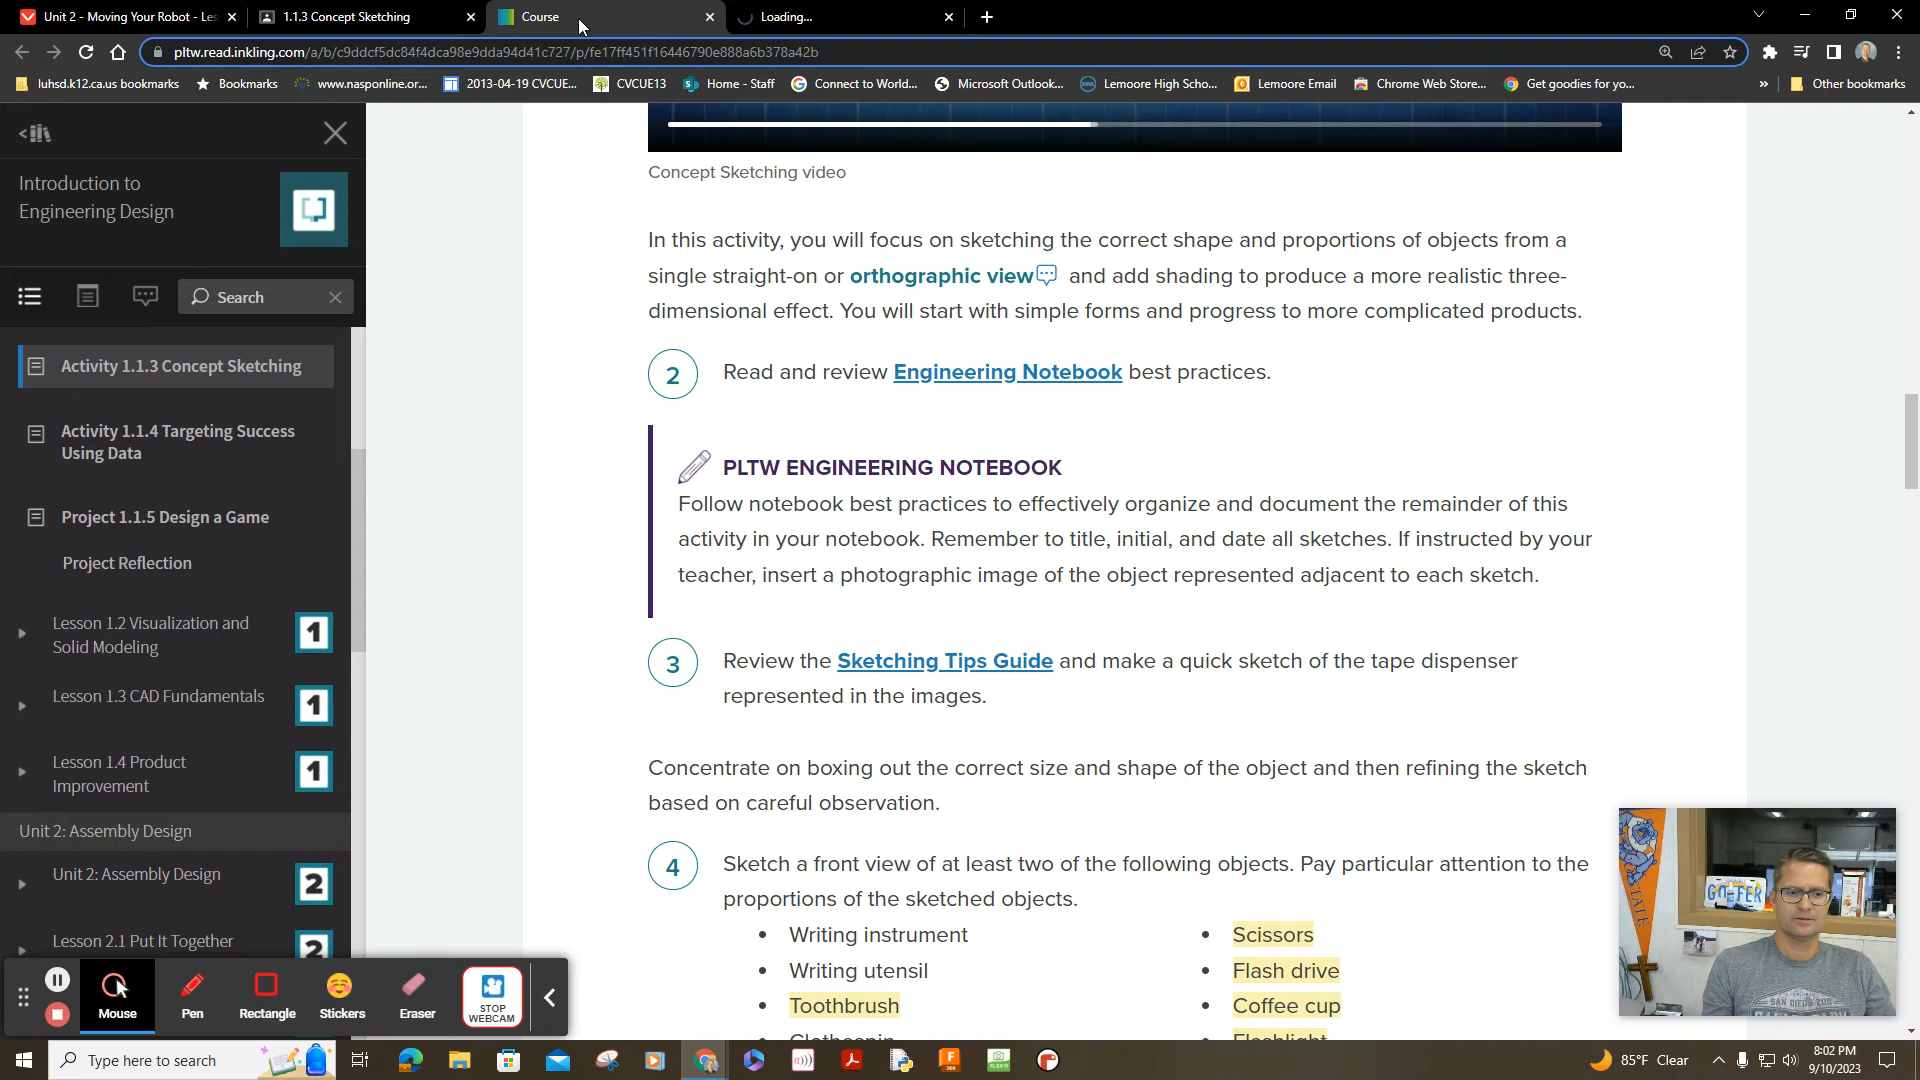 Unit 2 - Moving Your Robot - Les
1.1.3 Concept Sketching
Course
Loading...
pltw.read.inkling.com/a/b/c9ddcf5dc84f4dca98e9dda94d41c727/p/fe17ff451f16446790e888a6b378a42b
luhsd.k12.ca.us bookmarks
Bookmarks
www.nasponline.or...
2013-04-19 CVCUE...
CVCUE13
Home - Staff
Connect to World...
Microsoft Outlook...
Lemoore High Scho...
Lemoore Email
Chrome Web Store...
Get goodies for yo...
»
Other bookmarks
Introduction to
Engineering Design
Search
Activity 1.1.3 Concept Sketching
Activity 1.1.4 Targeting Success
Using Data
Project 1.1.5 Design a Game
Project Reflection
Lesson 1.2 Visualization and
Solid Modeling
1
Lesson 1.3 CAD Fundamentals
1
Lesson 1.4 Product
Improvement
1
Unit 2: Assembly Design
Unit 2: Assembly Design
2
Lesson 2.1 Put It Together
2
Concept Sketching video
In this activity, you will focus on sketching the correct shape and proportions of objects from a
single straight-on or orthographic view and add shading to produce a more realistic three-
dimensional effect. You will start with simple forms and progress to more complicated products.
2
Read and review Engineering Notebook best practices.
PLTW ENGINEERING NOTEBOOK
Follow notebook best practices to effectively organize and document the remainder of this
activity in your notebook. Remember to title, initial, and date all sketches. If instructed by your
teacher, insert a photographic image of the object represented adjacent to each sketch.
3
Review the Sketching Tips Guide and make a quick sketch of the tape dispenser
represented in the images.
Concentrate on boxing out the correct size and shape of the object and then refining the sketch
based on careful observation.
4
Sketch a front view of at least two of the following objects. Pay particular attention to the
proportions of the sketched objects.
• Writing instrument
• Writing utensil
• Toothbrush
Clothespin
• Scissors
• Flash drive
• Coffee cup
Flashlight
GOFFER
STATE
SAN DIEGO ZOO
Mouse
Pen
Rectangle
Stickers
Eraser
STOP
WEBCAM
Type here to search
85°F Clear
8:02 PM
9/10/2023